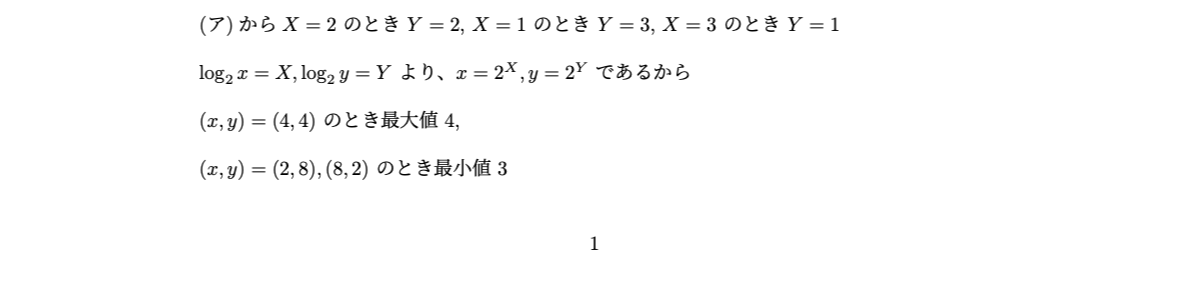 (ア) から X = 2 のとき Y = 2, X = 1 のとき Y = 3, X = 3 のとき Y = 1
log₂ x = X, log₂ y = Y より、x = 2^X, y = 2^Y であるから
(x, y) = (4, 4) のとき最大値 4,
(x, y) = (2, 8), (8, 2) のとき最小値 3
1